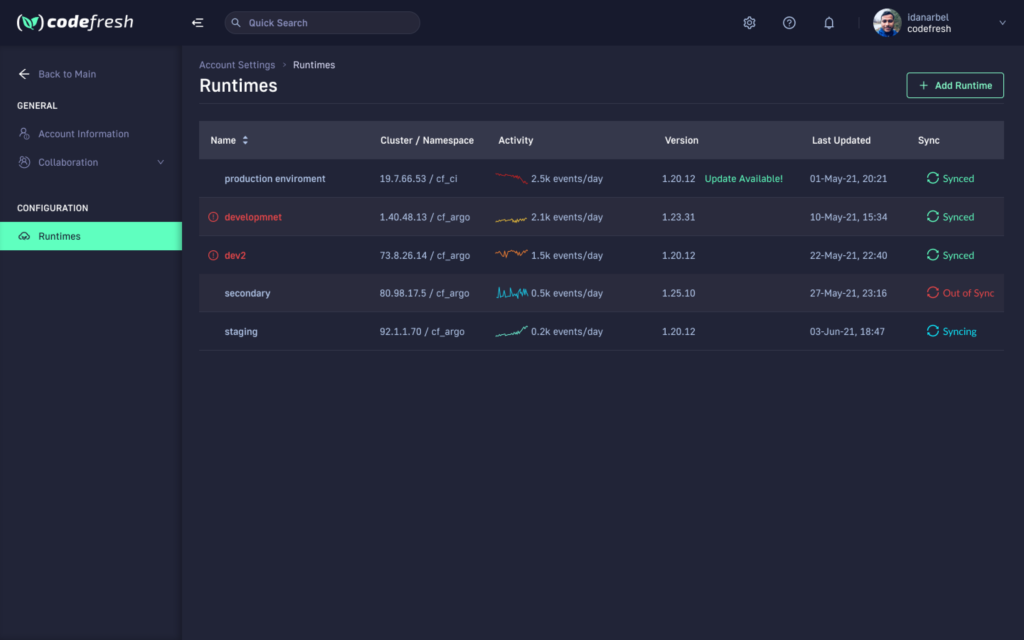 codefresh
Quick Search
idanarbel
codefresh
Back to Main
GENERAL
Account Information
Collaboration
CONFIGURATION
Runtimes
Account Settings > Runtimes
Runtimes
+ Add Runtime
Name Cluster / Namespace Activity Version Last Updated Sync
production enviroment 19.7.66.53 / cf_ci 2.5k events/day 1.20.12 Update Available! 01-May-21, 20:21 Synced
developmnet 1.40.48.13 / cf_argo 2.1k events/day 1.23.31 10-May-21, 15:34 Synced
dev2 73.8.26.14 / cf_argo 1.5k events/day 1.20.12 22-May-21, 22:40 Synced
secondary 80.98.17.5 / cf_argo 0.5k events/day 1.25.10 27-May-21, 23:16 Out of Sync
staging 92.1.1.70 / cf_argo 0.2k events/day 1.20.12 03-Jun-21, 18:47 Syncing